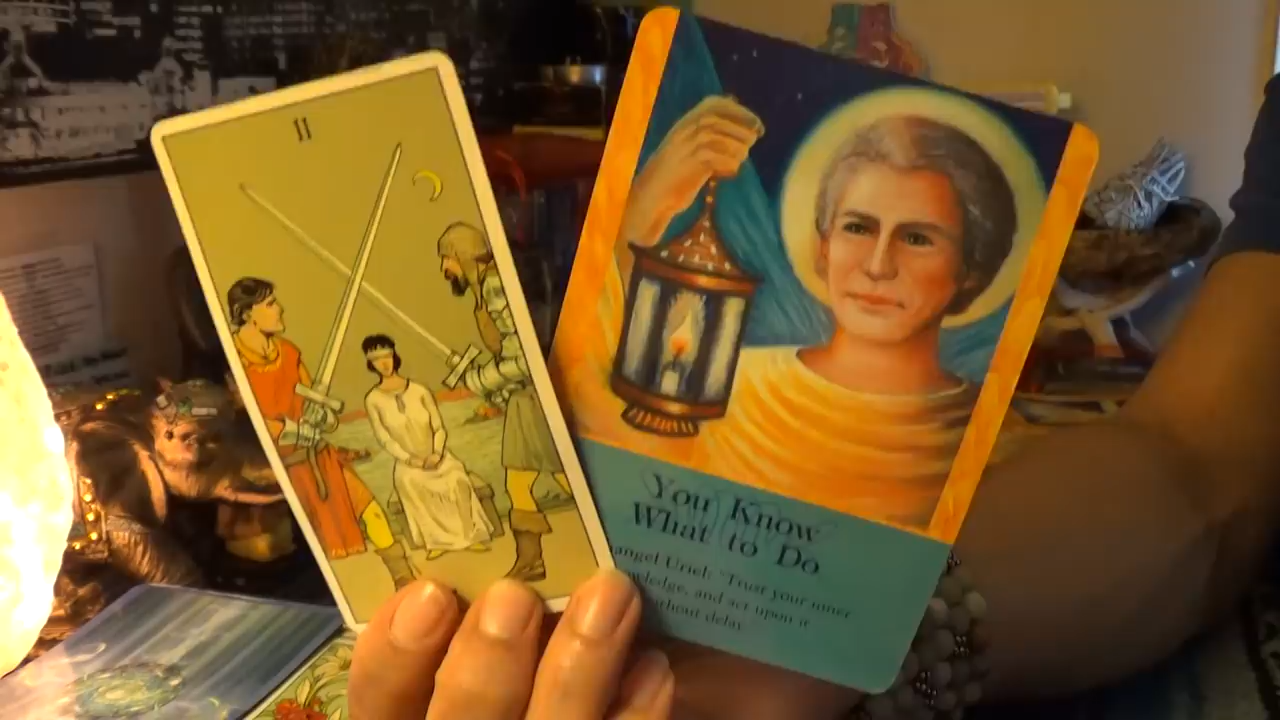 II
You Know
What to Do
angel Uriel: "Trust your inner
wledge, and act upon it
thout delay